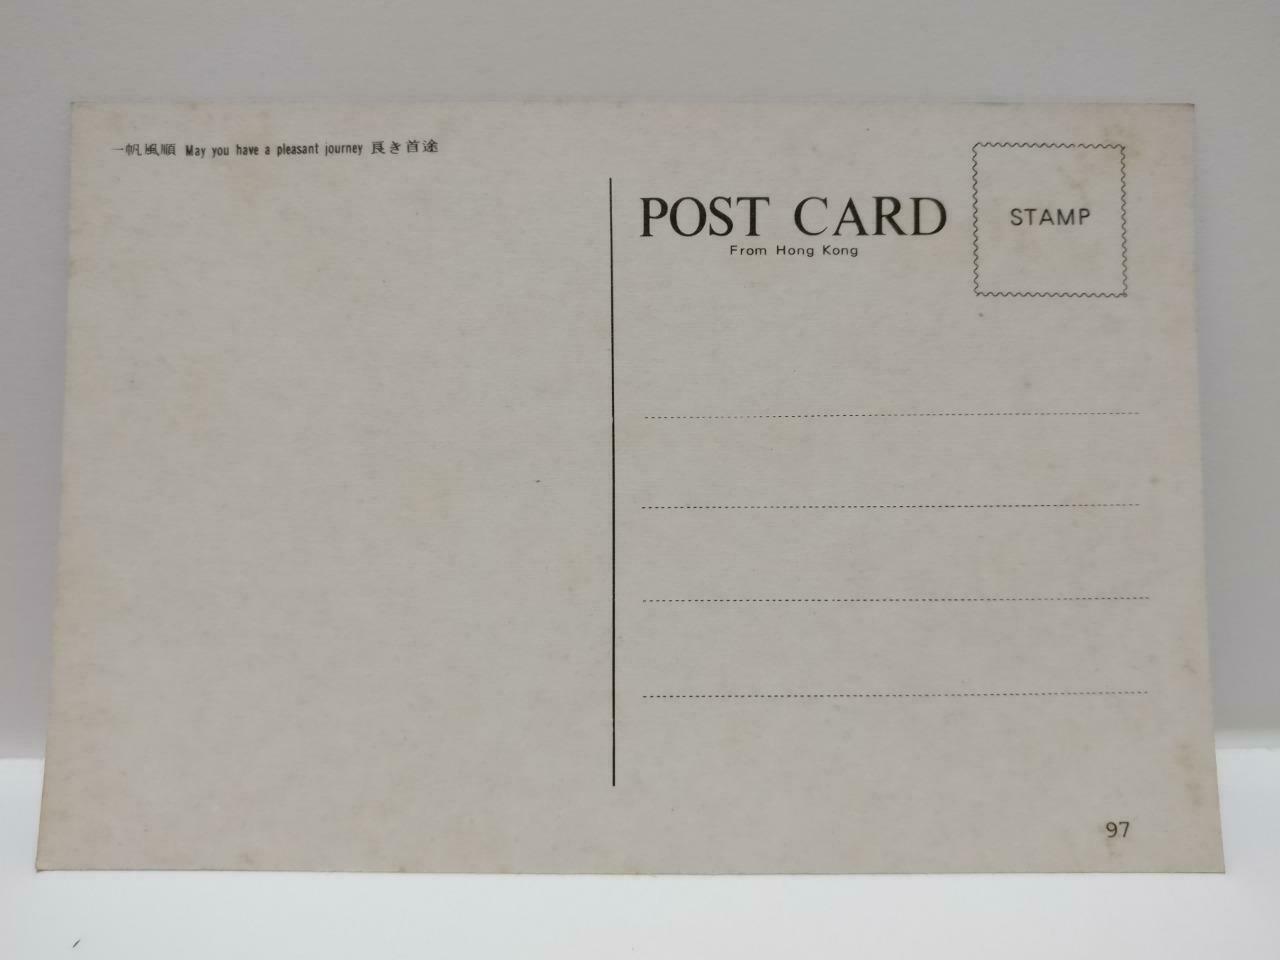 一帆風順 May you have a pleasant journey 良き首途
POST CARD
From Hong Kong
STAMP
97